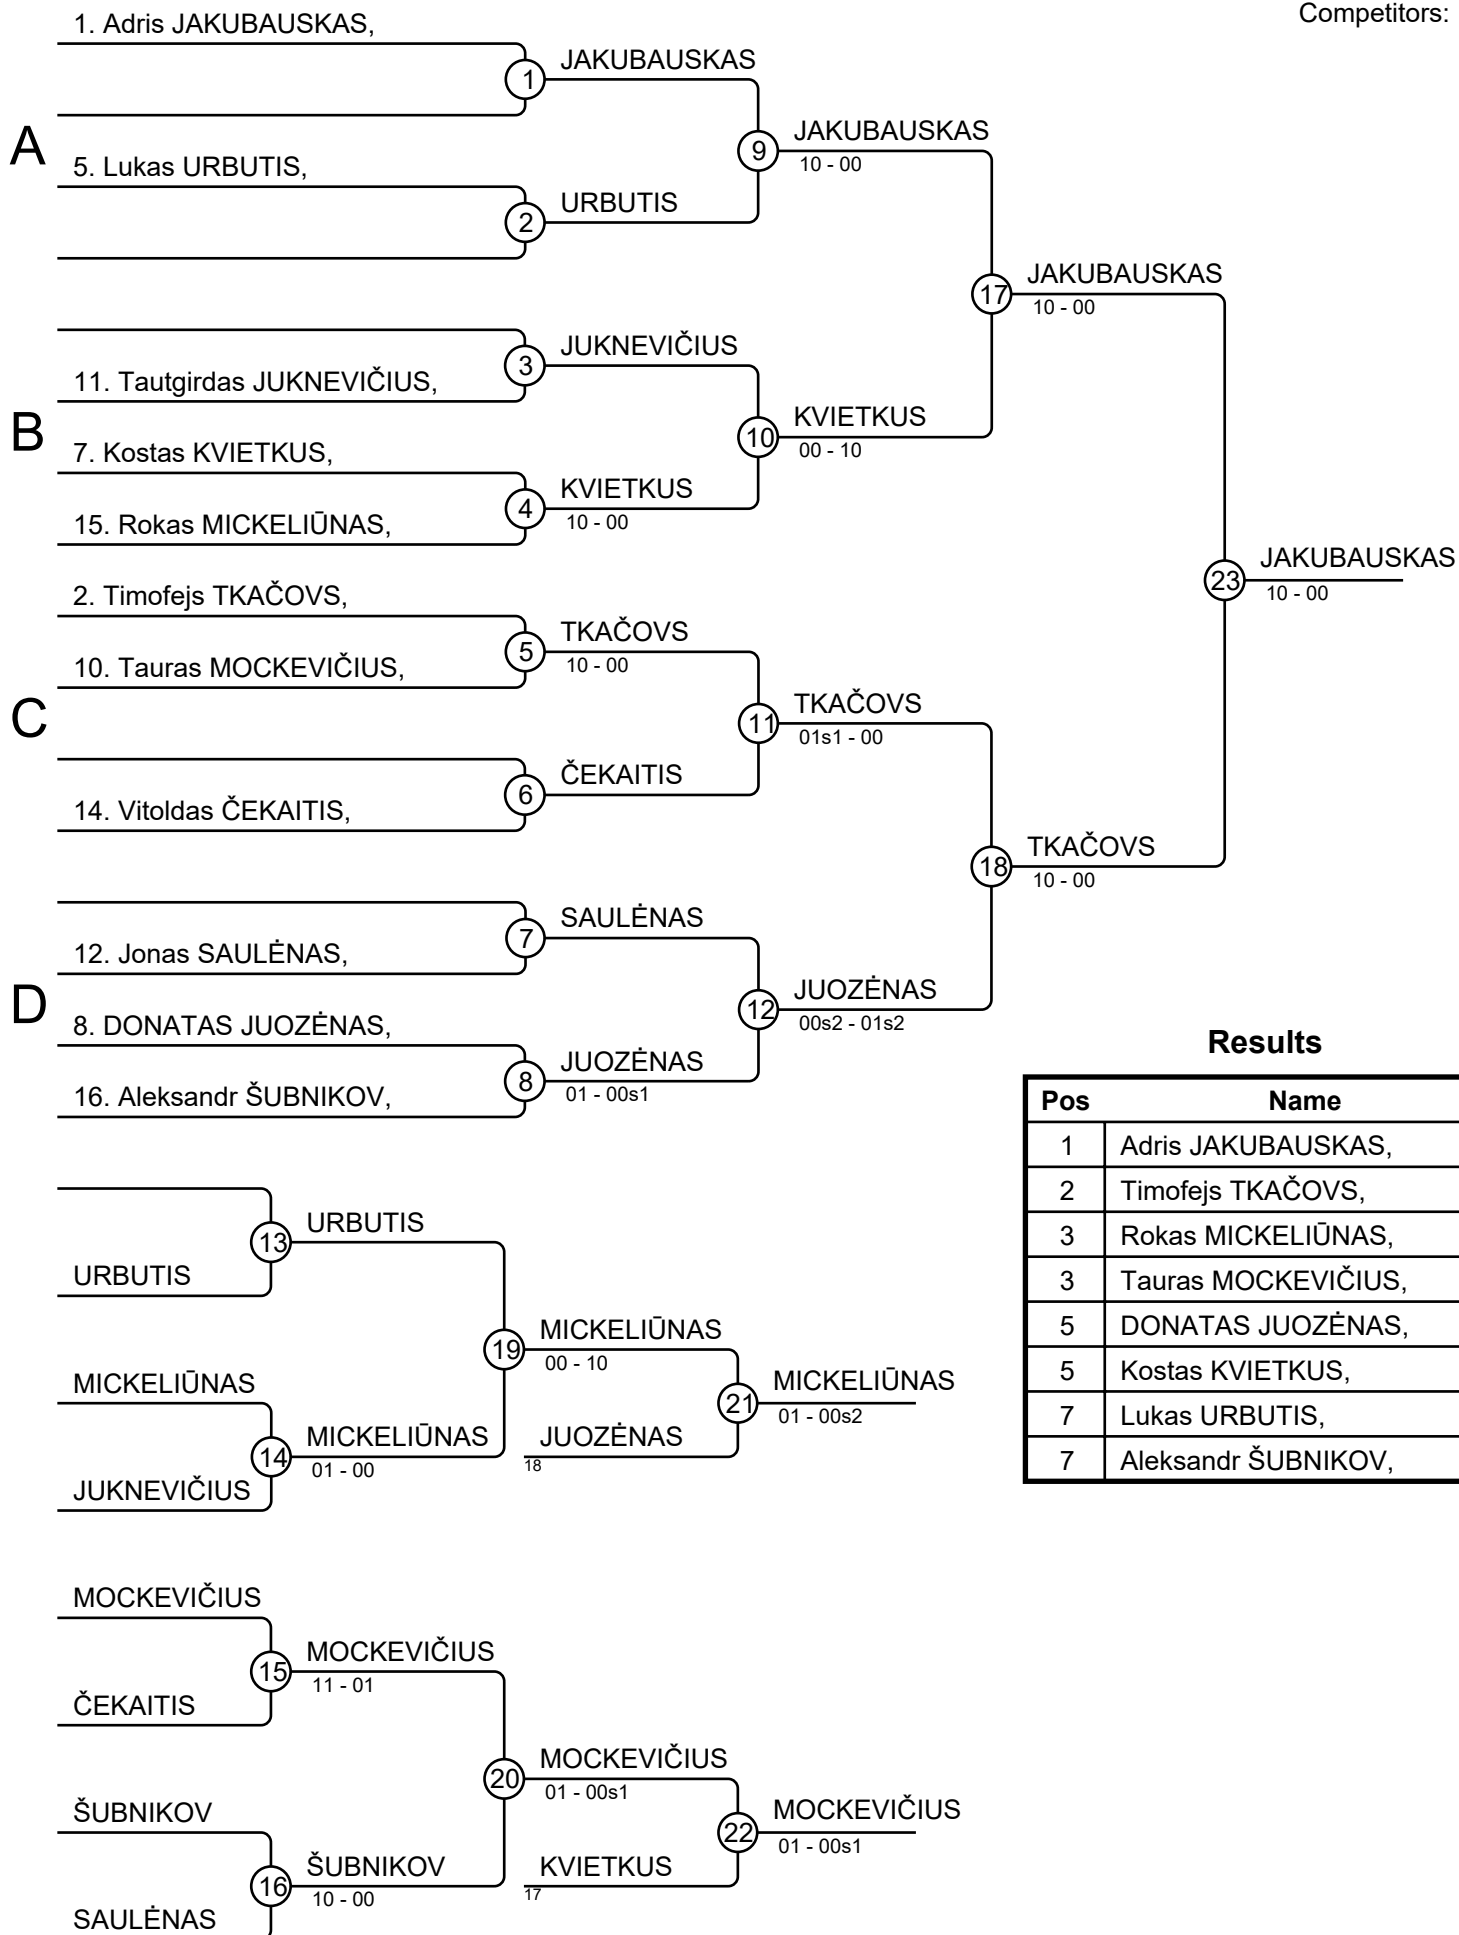 Competitors:
1. Adris JAKUBAUSKAS,
1
JAKUBAUSKAS
A
9
JAKUBAUSKAS
10 - 00
5. Lukas URBUTIS,
2
URBUTIS
17
JAKUBAUSKAS
10 - 00
3
JUKNEVIČIUS
11. Tautgirdas JUKNEVIČIUS,
B
10
KVIETKUS
00 - 10
7. Kostas KVIETKUS,
4
KVIETKUS
10 - 00
15. Rokas MICKELIŪNAS,
23
JAKUBAUSKAS
10 - 00
2. Timofejs TKAČOVS,
5
TKAČOVS
10 - 00
10. Tauras MOCKEVIČIUS,
C
11
TKAČOVS
01s1 - 00
6
ČEKAITIS
14. Vitoldas ČEKAITIS,
18
TKAČOVS
10 - 00
7
SAULĖNAS
12. Jonas SAULĖNAS,
D
12
JUOZĖNAS
00s2 - 01s2
8. DONATAS JUOZĖNAS,
8
JUOZĖNAS
01 - 00s1
16. Aleksandr ŠUBNIKOV,
Results
Pos Name
1 Adris JAKUBAUSKAS,
2 Timofejs TKAČOVS,
3 Rokas MICKELIŪNAS,
3 Tauras MOCKEVIČIUS,
5 DONATAS JUOZĖNAS,
5 Kostas KVIETKUS,
7 Lukas URBUTIS,
7 Aleksandr ŠUBNIKOV,
13
URBUTIS
URBUTIS
19
MICKELIŪNAS
00 - 10
MICKELIŪNAS
14
MICKELIŪNAS
01 - 00
JUKNEVIČIUS
JUOZĖNAS
18
21
MICKELIŪNAS
01 - 00s2
MOCKEVIČIUS
15
MOCKEVIČIUS
11 - 01
ČEKAITIS
20
MOCKEVIČIUS
01 - 00s1
ŠUBNIKOV
16
ŠUBNIKOV
10 - 00
SAULĖNAS
KVIETKUS
17
22
MOCKEVIČIUS
01 - 00s1